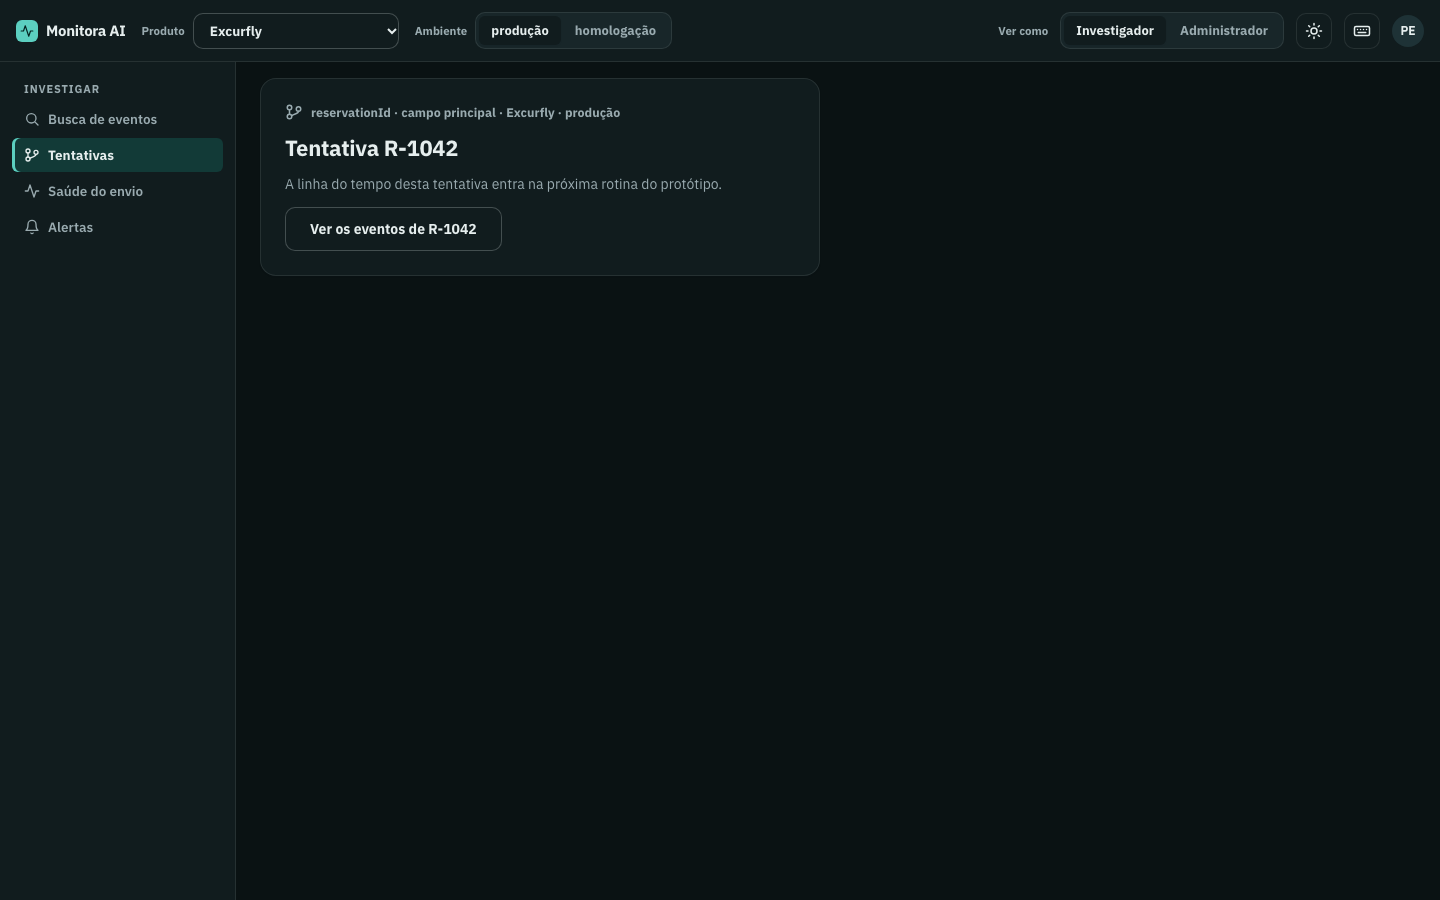 Monitora AI
Produto
Excurfly
Ambiente
produção
homologação
Ver como
Investigador
Administrador
PE
INVESTIGAR
Busca de eventos
Tentativas
Saúde do envio
Alertas
reservationId · campo principal · Excurfly · produção
Tentativa R-1042
A linha do tempo desta tentativa entra na próxima rotina do protótipo.
Ver os eventos de R-1042